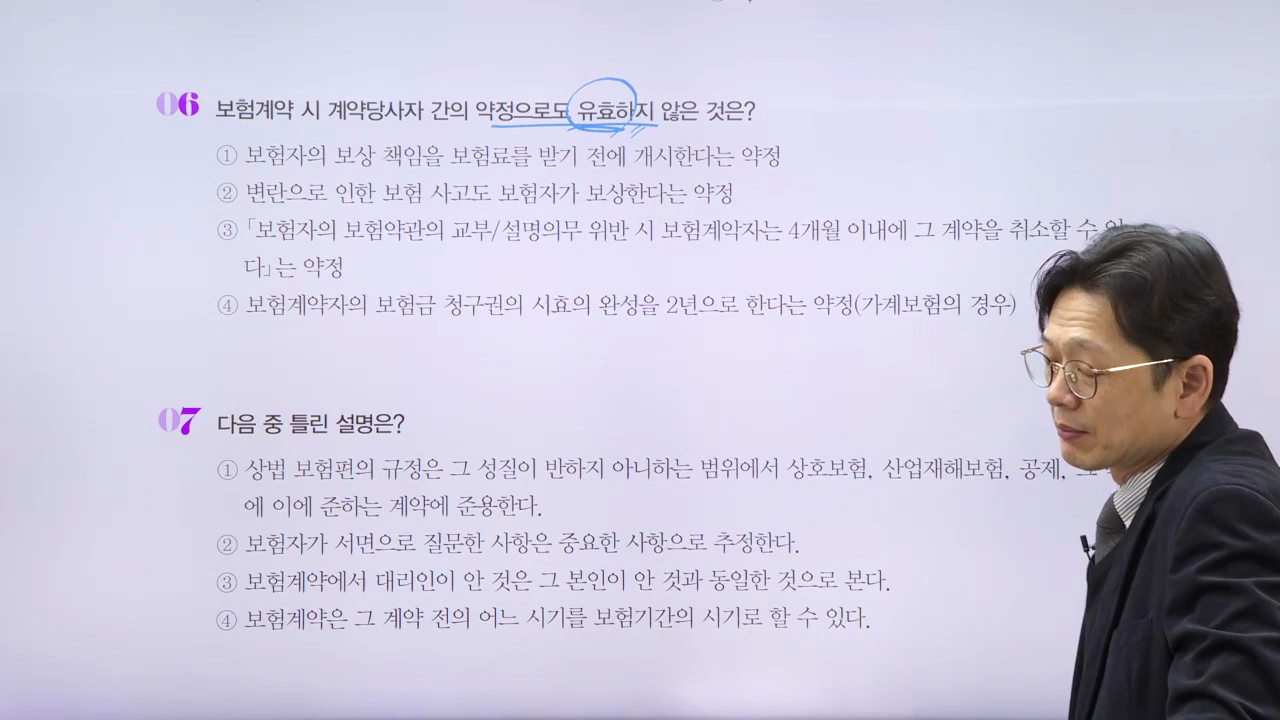 06 보험계약 시 계약당사자 간의 약정으로도 유효하지 않은 것은?
① 보험자의 보상 책임을 보험료를 받기 전에 개시한다는 약정
② 변란으로 인한 보험 사고도 보험자가 보상한다는 약정
③ 「보험자의 보험약관의 교부/설명의무 위반 시 보험계약자는 4개월 이내에 그 계약을 취소할 수
다」는 약정
④ 보험계약자의 보험금 청구권의 시효의 완성을 2년으로 한다는 약정(가계보험의 경우)
07 다음 중 틀린 설명은?
① 상법 보험편의 규정은 그 성질이 반하지 아니하는 범위에서 상호보험, 산업재해보험, 공제,
에 이에 준하는 계약에 준용한다.
② 보험자가 서면으로 질문한 사항은 중요한 사항으로 추정한다.
③ 보험계약에서 대리인이 안 것은 그 본인이 안 것과 동일한 것으로 본다.
④ 보험계약은 그 계약 전의 어느 시기를 보험기간의 시기로 할 수 있다.